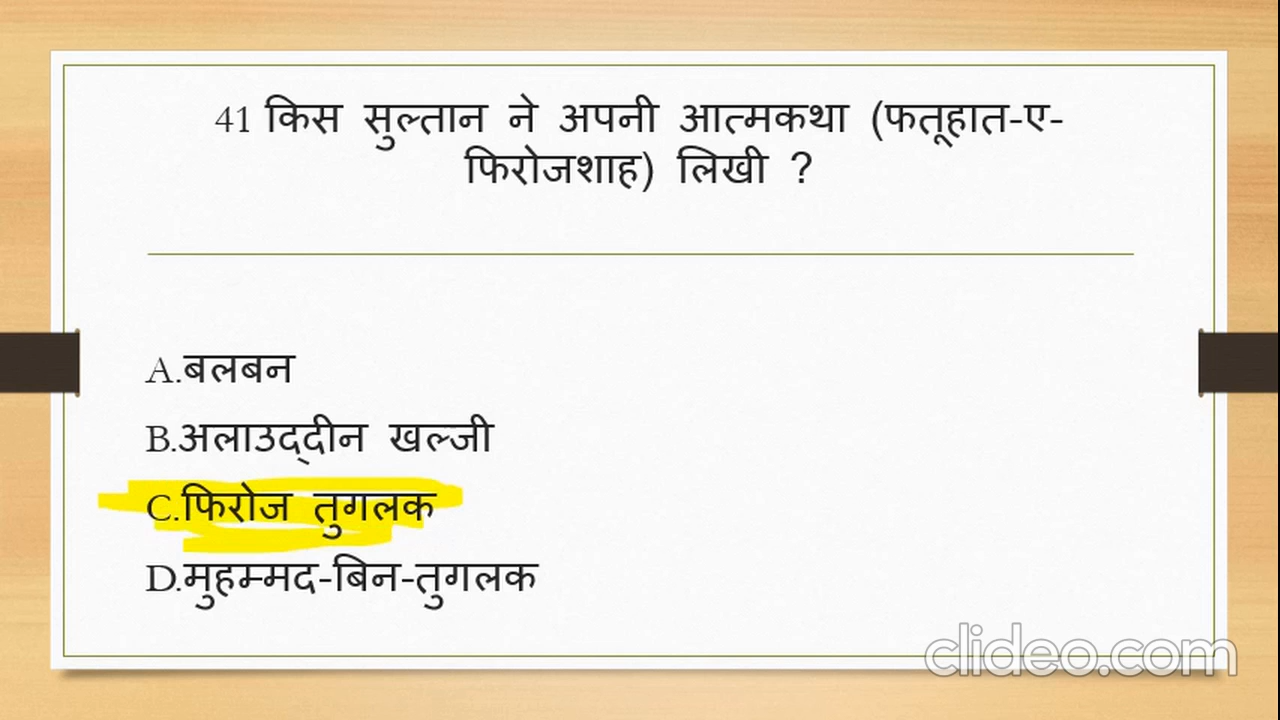 41 किस सुल्तान ने अपनी आत्मकथा (फतूहात-ए-
फिरोजशाह) लिखी ?
A.बलबन
B.अलाउद्दीन खल्जी
C.फिरोज तुगलक
D.मुहम्मद-बिन-तुगलक
clideo.com